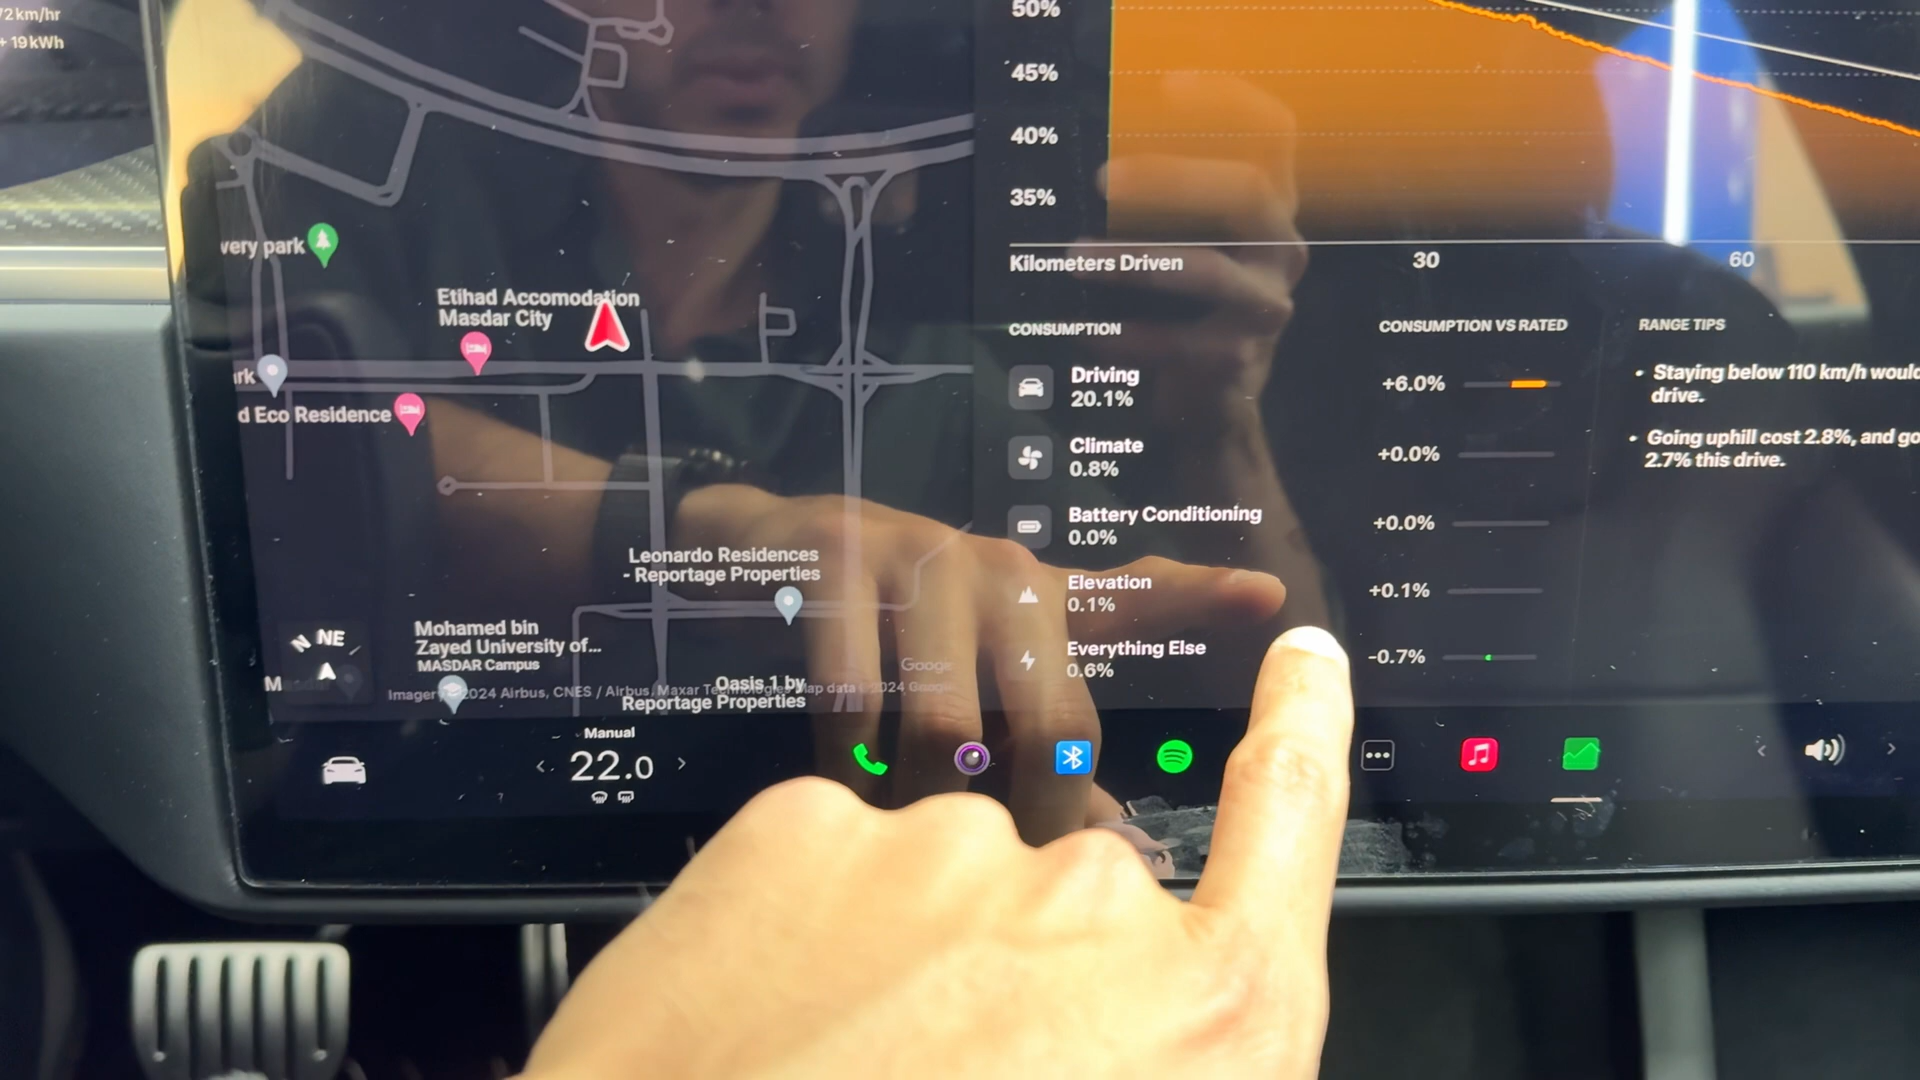 72 km/hr
+ 19 kWh
very park
Etihad Accomodation
Masdar City
rk
d Eco Residence
Leonardo Residences
- Reportage Properties
Mohamed bin
Zayed University of...
MASDAR Campus
N NE
M
Oasis 1 by
Reportage Properties
Google
Imagery ©2024 Airbus, CNES / Airbus, Maxar Technologies Map data ©2024 Google
50%
45%
40%
35%
Kilometers Driven 30 60
CONSUMPTION
CONSUMPTION VS RATED
RANGE TIPS
Driving
20.1%
+6.0%
Climate
0.8%
+0.0%
Battery Conditioning
0.0%
+0.0%
Elevation
0.1%
+0.1%
Everything Else
0.6%
-0.7%
• Staying below 110 km/h would
drive.
• Going uphill cost 2.8%, and go
2.7% this drive.
Manual
22.0